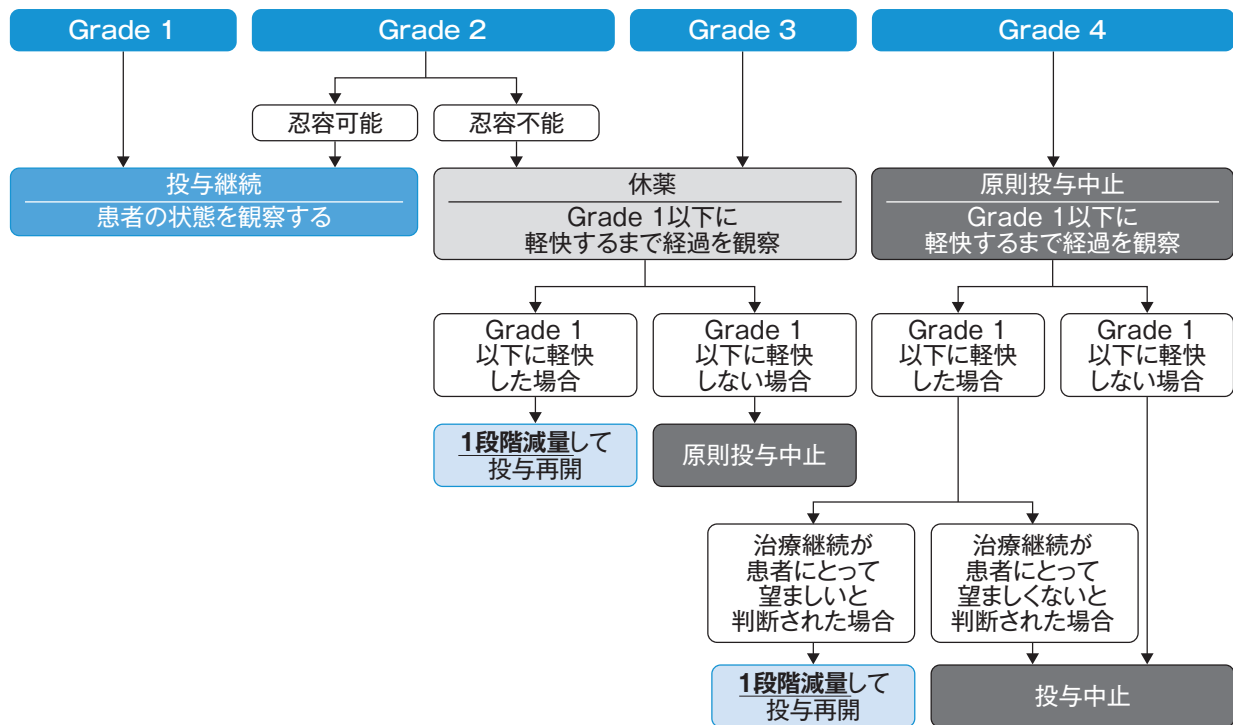 Grade 1
Grade 2
Grade 3
Grade 4
忍容可能
忍容不能
投与継続
患者の状態を観察する
休薬
Grade 1以下に
軽快するまで経過を観察
原則投与中止
Grade 1以下に
軽快するまで経過を観察
Grade 1
以下に軽快
した場合
Grade 1
以下に軽快
しない場合
Grade 1
以下に軽快
した場合
Grade 1
以下に軽快
しない場合
1段階減量して
投与再開
原則投与中止
治療継続が
患者にとって
望ましいと
判断された場合
治療継続が
患者にとって
望ましくないと
判断された場合
1段階減量して
投与再開
投与中止